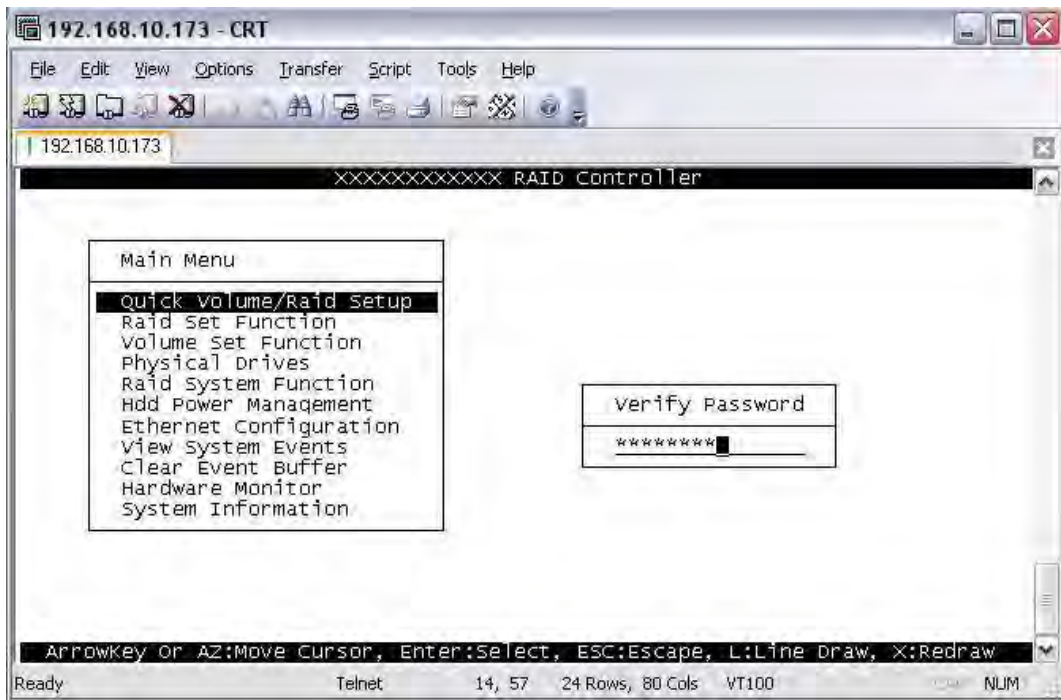 192.168.10.173 - CRT
File Edit View Options Transfer Script Tools Help
192.168.10.173
XXXXXXXXXXXX RAID Controller
Main Menu
Quick Volume/Raid Setup
Raid Set Function
Volume Set Function
Physical Drives
Raid System Function
Hdd Power Management
Ethernet Configuration
View System Events
Clear Event Buffer
Hardware Monitor
System Information
Verify Password
********
ArrowKey Or AZ:Move Cursor, Enter:Select, ESC:Escape, L:Line Draw, X:Redraw
Ready Telnet 14, 57 24 Rows, 80 Cols VT100 NUM